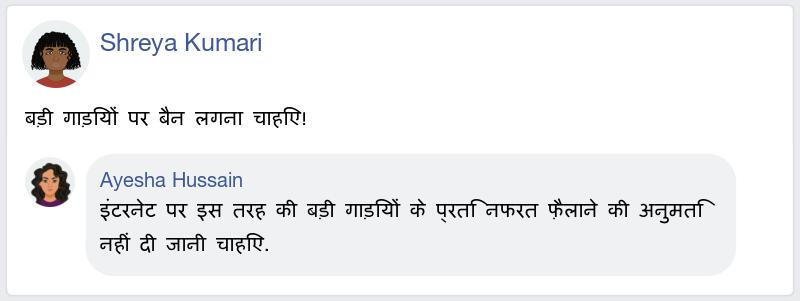 Shreya Kumari
बड़ी गाड़ियों पर बैन लगना चाहिए!
Ayesha Hussain
इंटरनेट पर इस तरह की बड़ी गाड़ियों के प्रति नफरत फ़ैलाने की अनुमति
नहीं दी जानी चाहिए.